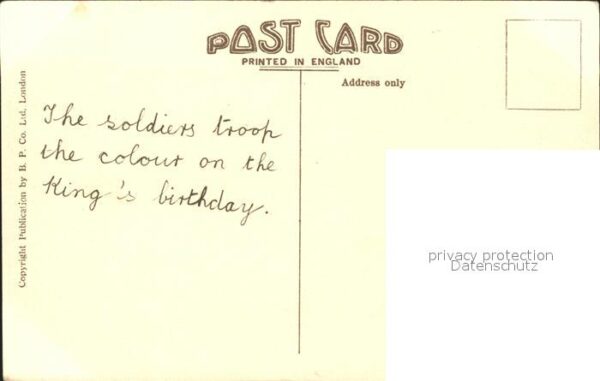 POST CARD
PRINTED IN ENGLAND
Address only
The soldiers troop
the colour on the
King's birthday.
Copyright Publication by B. P. Co. Ltd, London
privacy protection
Datenschutz